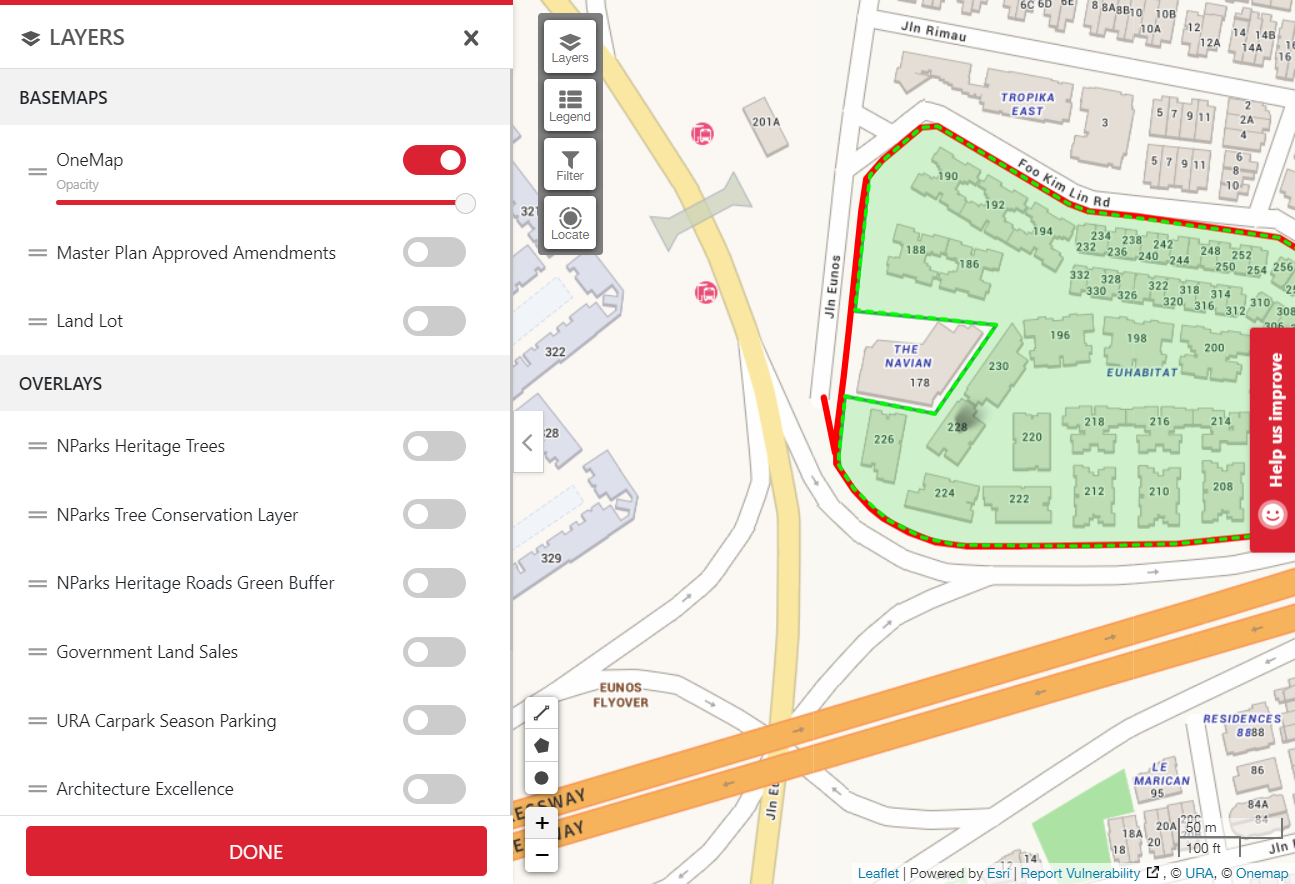 LAYERS
BASEMAPS
OneMap
Opacity
Master Plan Approved Amendments
Land Lot
OVERLAYS
NParks Heritage Trees
NParks Tree Conservation Layer
NParks Heritage Roads Green Buffer
Government Land Sales
URA Carpark Season Parking
Architecture Excellence
DONE
Layers
Legend
Filter
Locate
Jln Rimau
6C 6D 6E
8 8A 8B 10
10B
10A
12
12A
14 14B
14A
16
16
201A
TROPIKA
EAST
3
5 7 9 11
2
2A
4
5 7 9 11
6
8
10
Foo Kim Lin Rd
190
192
194
188
186
234 238 242 248 252 256
232 236 240 244 250 254
332 328 322 318 314 310 308
330 326 320 316 312 306
321
Jln Eunos
322
THE
NAVIAN
178
196
198
200
230
EUHABITAT
328
226
228
220
218
216
214
224
222
212
210
208
329
Help us improve
EUNOS
FLYOVER
RESIDENCES
8888
LE
MARICAN
95
86
84A
84
20A
18A
18
12 14
50 m
100 ft
+
−
Leaflet | Powered by Esri | Report Vulnerability , © URA, © Onemap